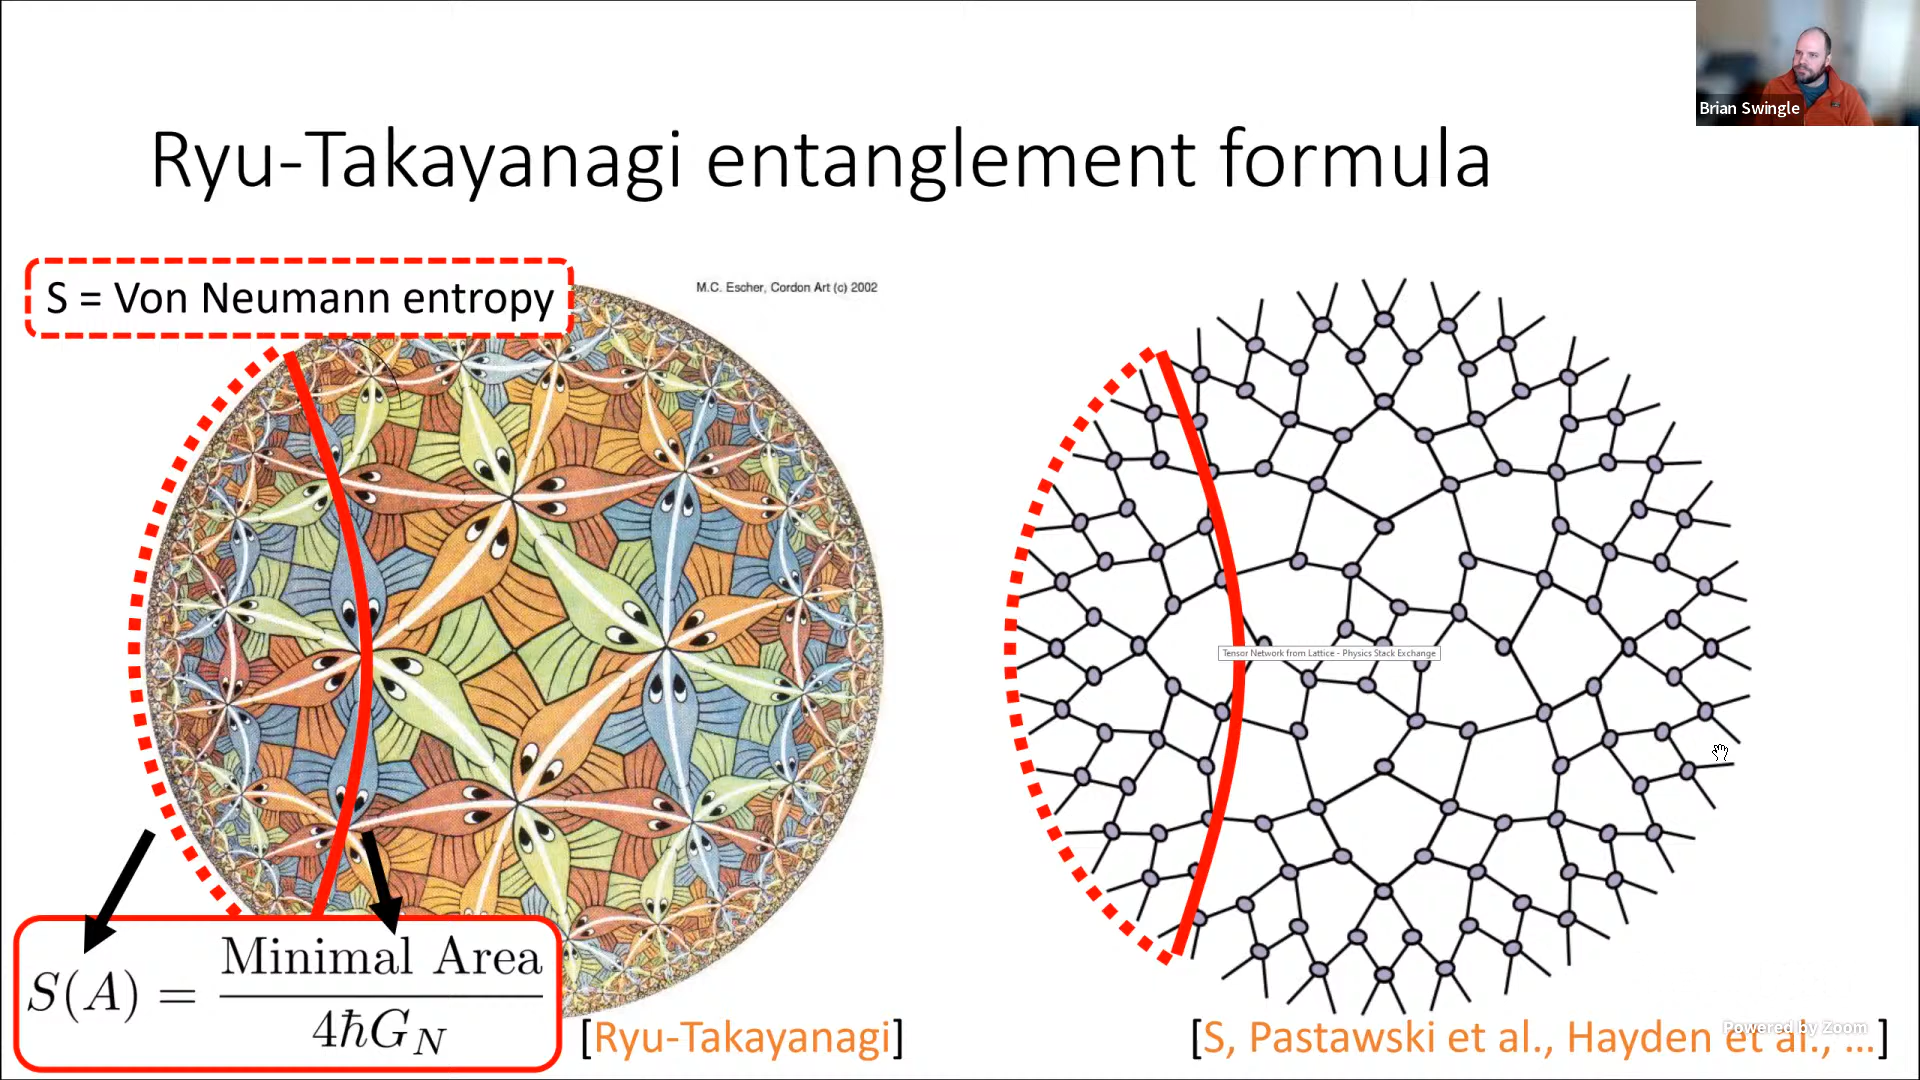 Brian Swingle
Ryu-Takayanagi entanglement formula
S = Von Neumann entropy
M.C. Escher, Cordon Art (c) 2002
Tensor Network from Lattice - Physics Stack Exchange
S(A) = Minimal Area / 4ħG_N
[Ryu-Takayanagi]
[S, Pastawski et al., Hayden et al., ...]
Powered by Zoom